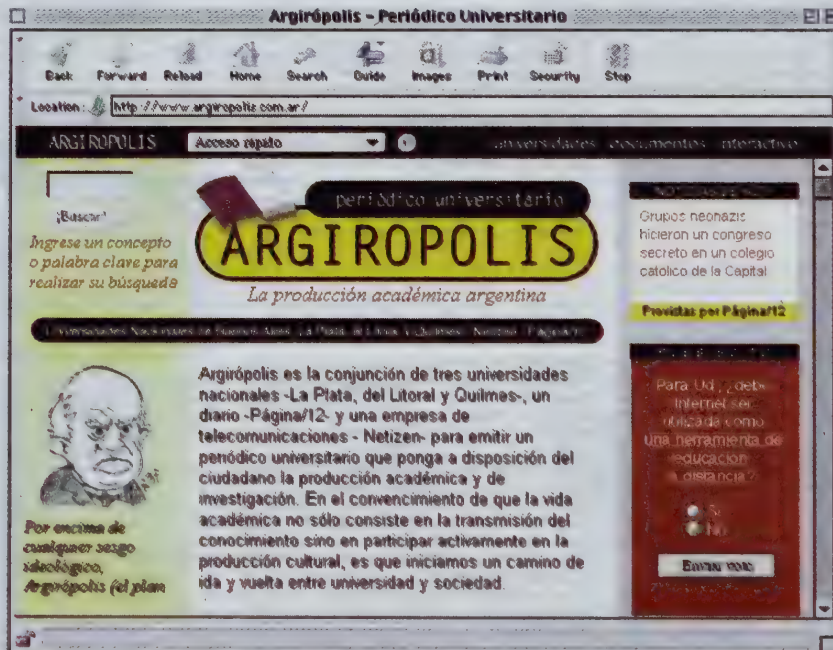 Argirópolis - Periódico Universitario
Back Forward Reload Home Search Guide Images Print Security Stop
Location: http://www.argiropolis.com.ar/
ARGIROPOLIS Acceso rápido universidades documentos interactivo
¡Buscar!
Ingrese un concepto
o palabra clave para
realizar su búsqueda
periódico universitario
ARGIROPOLIS
La producción académica argentina
Grupos neonazis
hicieron un congreso
secreto en un colegio
católico de la Capital
Provistas por Página/12
Argirópolis es la conjunción de tres universidades
nacionales -La Plata, del Litoral y Quilmes-, un
diario -Página/12- y una empresa de
telecomunicaciones - Netizen- para emitir un
periódico universitario que ponga a disposición del
ciudadano la producción académica y de
investigación. En el convencimiento de que la vida
académica no sólo consiste en la transmisión del
conocimiento sino en participar activamente en la
producción cultural, es que iniciamos un camino de
ida y vuelta entre universidad y sociedad.
Por encima de
cualquier sesgo
ideológico,
Argirópolis (el plan
Para Ud., ¿debe
Internet ser
utilizada como
una herramienta de
educación
a distancia?
Sí
No
Enviar voto